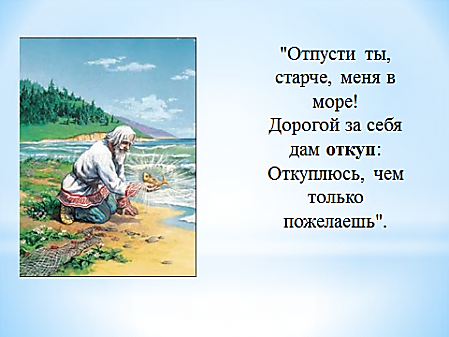 "Отпусти ты,
старче, меня в
море!
Дорогой за себя
дам откуп:
Откуплюсь, чем
только
пожелаешь".